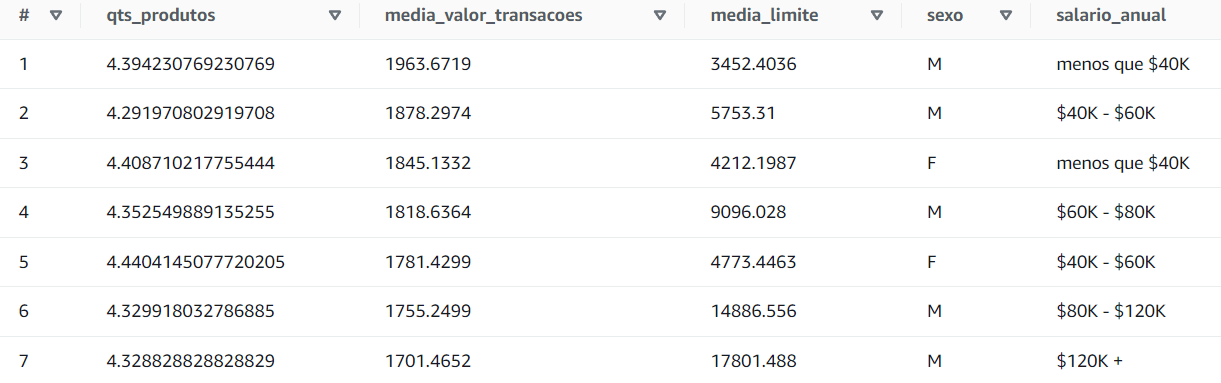 # qts_produtos media_valor_transacoes media_limite sexo salario_anual
1 4.394230769230769 1963.6719 3452.4036 M menos que $40K
2 4.291970802919708 1878.2974 5753.31 M $40K - $60K
3 4.408710217755444 1845.1332 4212.1987 F menos que $40K
4 4.352549889135255 1818.6364 9096.028 M $60K - $80K
5 4.4404145077720205 1781.4299 4773.4463 F $40K - $60K
6 4.329918032786885 1755.2499 14886.556 M $80K - $120K
7 4.328828828828829 1701.4652 17801.488 M $120K +